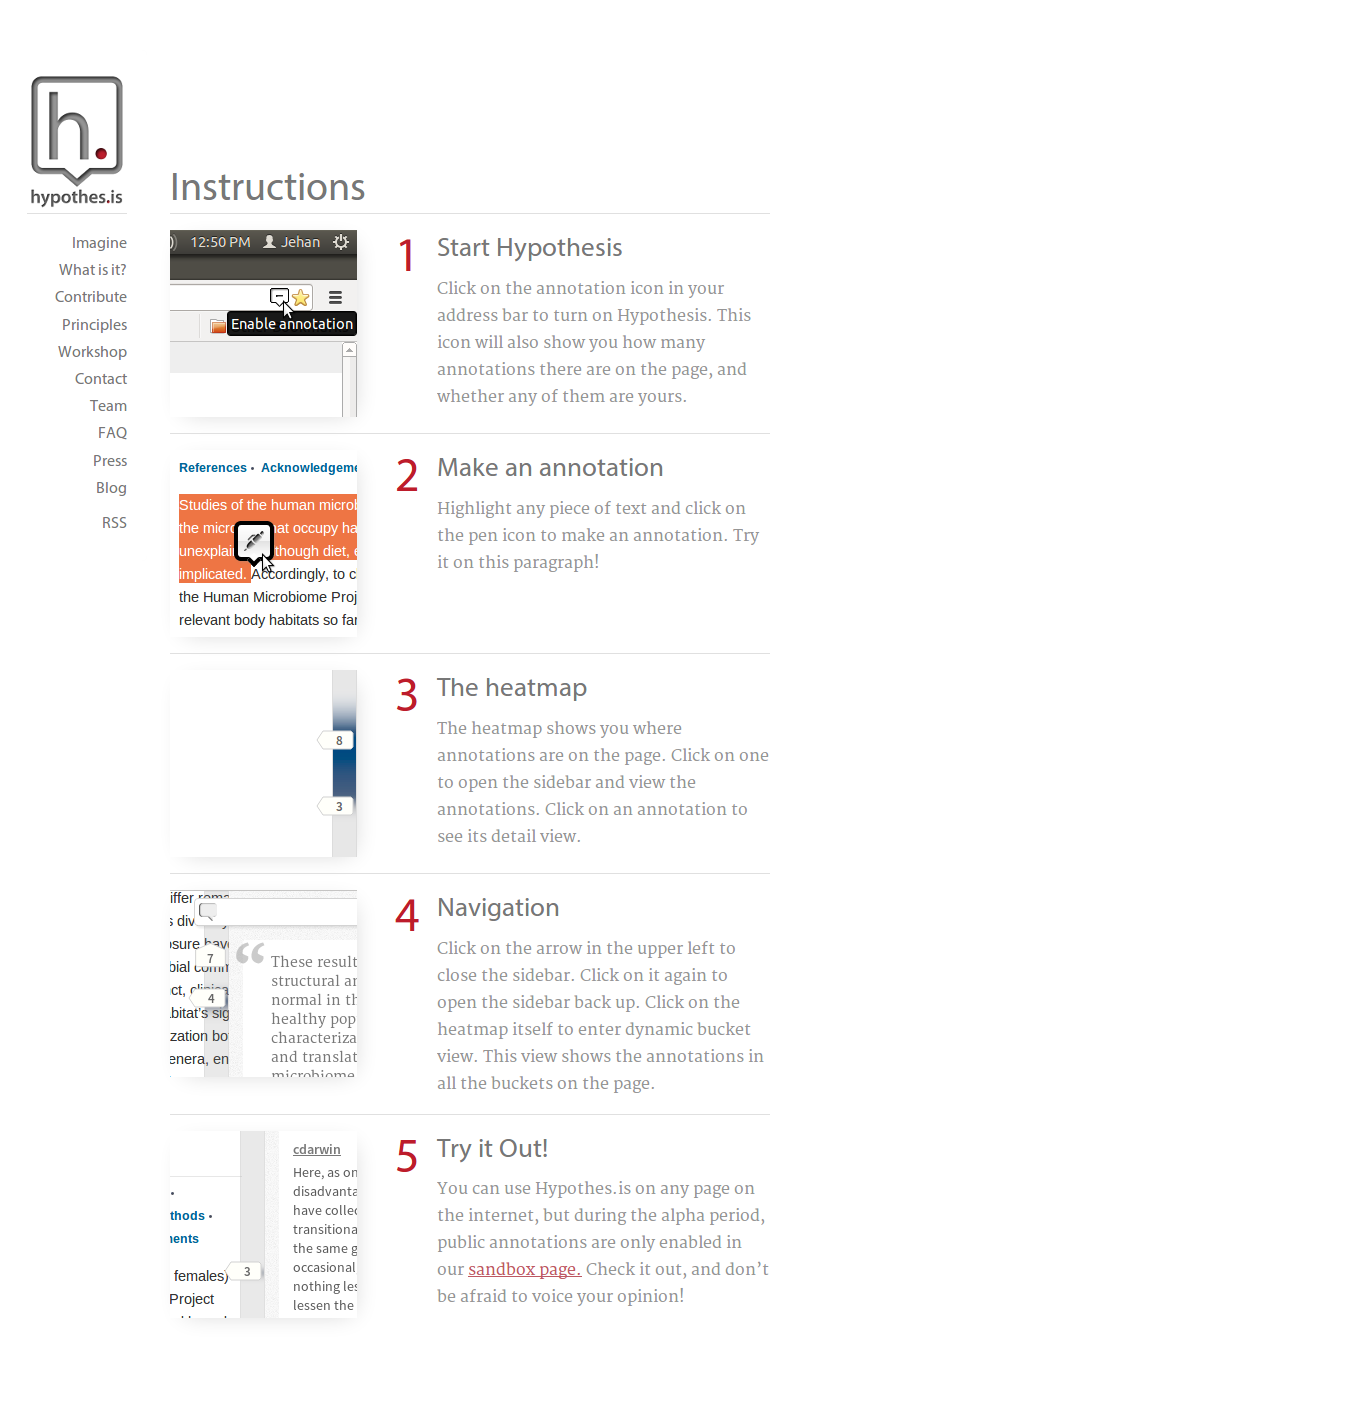 h.
hypothes.is
Imagine
What is it?
Contribute
Principles
Workshop
Contact
Team
FAQ
Press
Blog
RSS
Instructions
12:50 PM Jehan
Enable annotation
1 Start Hypothesis
Click on the annotation icon in your
address bar to turn on Hypothesis. This
icon will also show you how many
annotations there are on the page, and
whether any of them are yours.
References • Acknowledgeme
Studies of the human microb
the micro hat occupy ha
unexplai though diet, e
implicated. Accordingly, to c
the Human Microbiome Proj
relevant body habitats so far
2 Make an annotation
Highlight any piece of text and click on
the pen icon to make an annotation. Try
it on this paragraph!
8
3
3 The heatmap
The heatmap shows you where
annotations are on the page. Click on one
to open the sidebar and view the
annotations. Click on an annotation to
see its detail view.
iffer rema
s div
osure have
bial comm
ct, clinica
abitat's sig
ization bo
enera, en
7
4
“
These result
structural an
normal in th
healthy pop
characteriza
and translat
microbiome
4 Navigation
Click on the arrow in the upper left to
close the sidebar. Click on it again to
open the sidebar back up. Click on the
heatmap itself to enter dynamic bucket
view. This view shows the annotations in
all the buckets on the page.
•
thods •
nents
females)
Project
3
cdarwin
Here, as on
disadvanta
have collec
transitiona
the same g
occasional
nothing les
lessen the
5 Try it Out!
You can use Hypothes.is on any page on
the internet, but during the alpha period,
public annotations are only enabled in
our sandbox page. Check it out, and don’t
be afraid to voice your opinion!